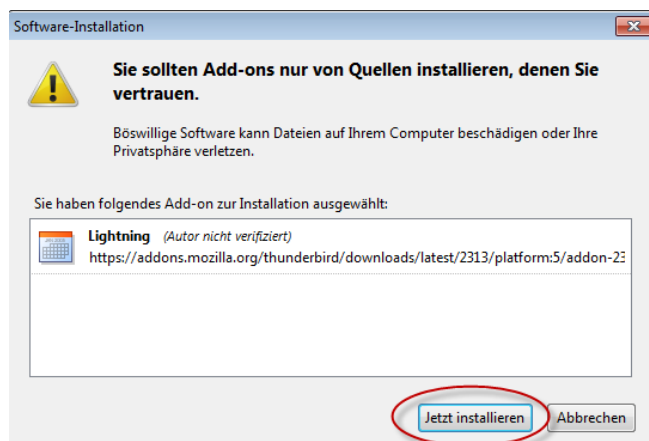 Software-Installation
Sie sollten Add-ons nur von Quellen installieren, denen Sie
vertrauen.
Böswillige Software kann Dateien auf Ihrem Computer beschädigen oder Ihre
Privatsphäre verletzen.
Sie haben folgendes Add-on zur Installation ausgewählt:
Lightning (Autor nicht verifiziert)
https://addons.mozilla.org/thunderbird/downloads/latest/2313/platform:5/addon-23
Jetzt installieren Abbrechen